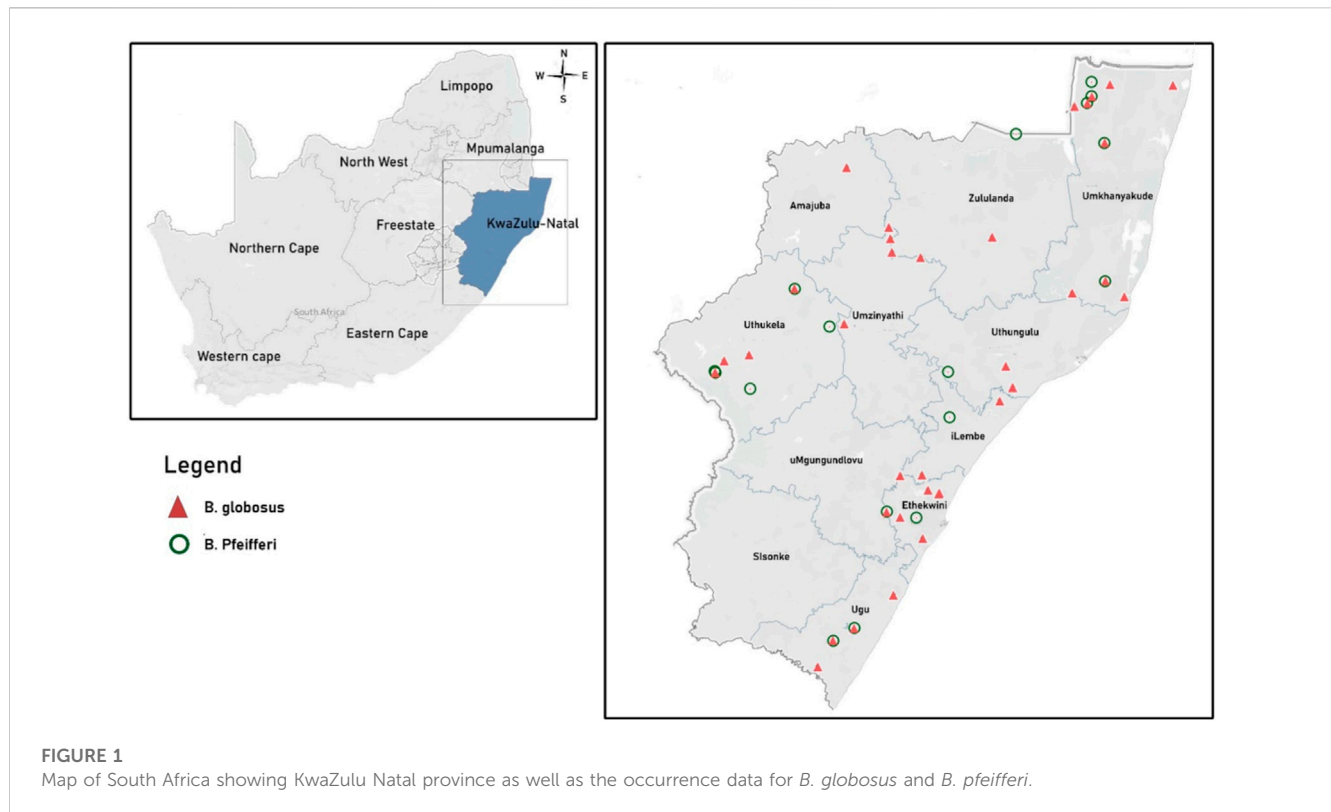 N
W E
S
Limpopo
Mpumalanga
North West
Freestate
KwaZulu-Natal
Northern Cape
South Africa
Eastern Cape
Western cape
Amajuba
Zululanda
Umkhanyakude
Uthukela
Umzinyathi
Uthungulu
iLembe
uMgungundlovu
Ethekwini
SIsonke
Ugu
Legend
B. globosus
B. Pfeifferi
FIGURE 1
Map of South Africa showing KwaZulu Natal province as well as the occurrence data for B. globosus and B. pfeifferi.